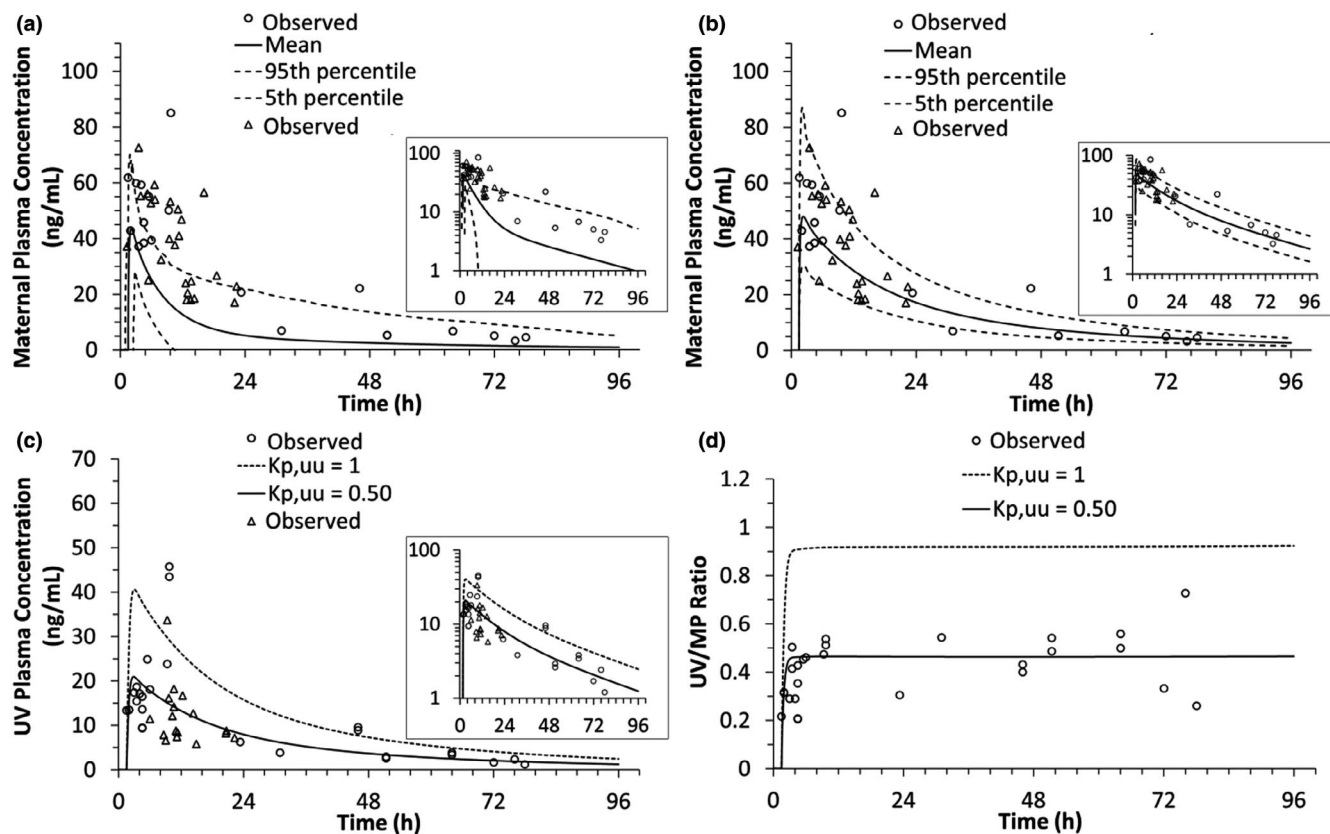 (a)
Observed
Mean
95th percentile
5th percentile
Observed
Maternal Plasma Concentration
(ng/mL)
100
80
60
40
20
0
0 24 48 72 96
Time (h)
100
10
1
0 24 48 72 96
(b)
Observed
Mean
95th percentile
5th percentile
Observed
Maternal Plasma Concentration
(ng/mL)
100
80
60
40
20
0
0 24 48 72 96
Time (h)
100
10
1
0 24 48 72 96
(c)
Observed
Kp,uu = 1
Kp,uu = 0.50
Observed
UV Plasma Concentration
(ng/mL)
70
60
50
40
30
20
10
0
0 24 48 72 96
Time (h)
100
10
1
0 24 48 72 96
(d)
Observed
Kp,uu = 1
Kp,uu = 0.50
UV/MP Ratio
1.2
1
0.8
0.6
0.4
0.2
0
0 24 48 72 96
Time (h)